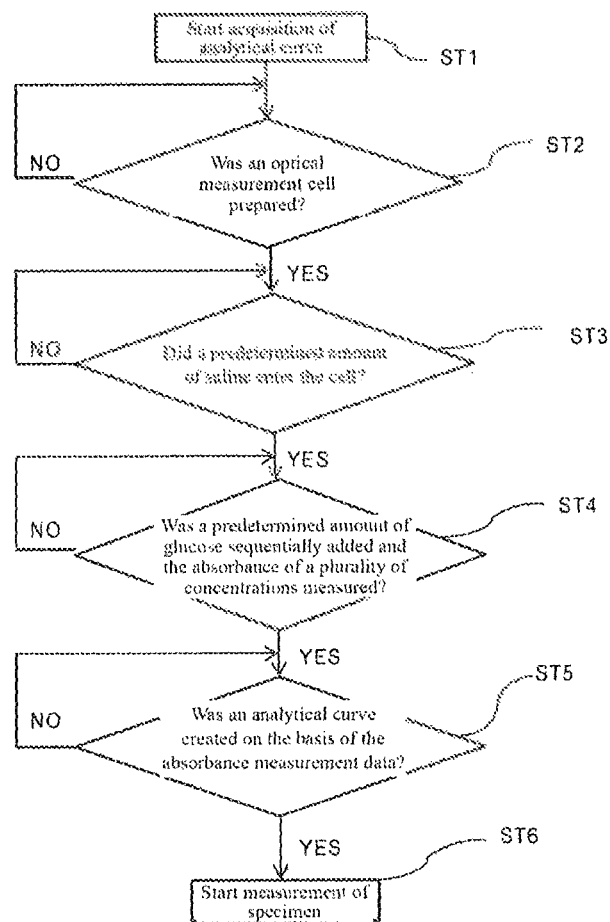 Start acquisition of
analytical curve
ST1
NO
Was an optical
measurement cell
prepared?
ST2
YES
NO
Did a predetermined amount
of saline enter the cell?
ST3
YES
NO
Was a predetermined amount of
glucose sequentially added and
the absorbance of a plurality of
concentrations measured?
ST4
YES
NO
Was an analytical curve
created on the basis of the
absorbance measurement data?
ST5
YES
ST6
Start measurement of
specimen